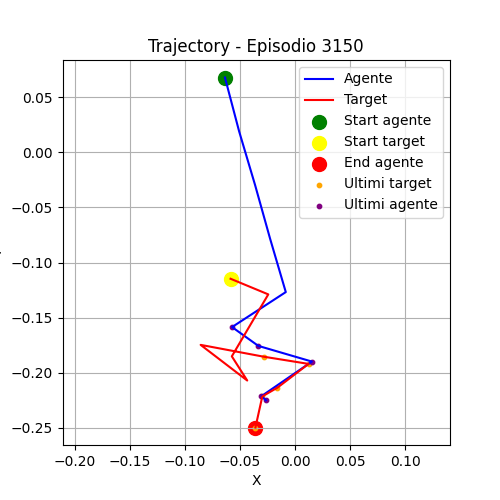 Trajectory - Episodio 3150
Agente
Target
Start agente
Start target
End agente
Ultimi target
Ultimi agente
0.05
0.00
−0.05
−0.10
−0.15
−0.20
−0.25
−0.20
−0.15
−0.10
−0.05
0.00
0.05
0.10
X